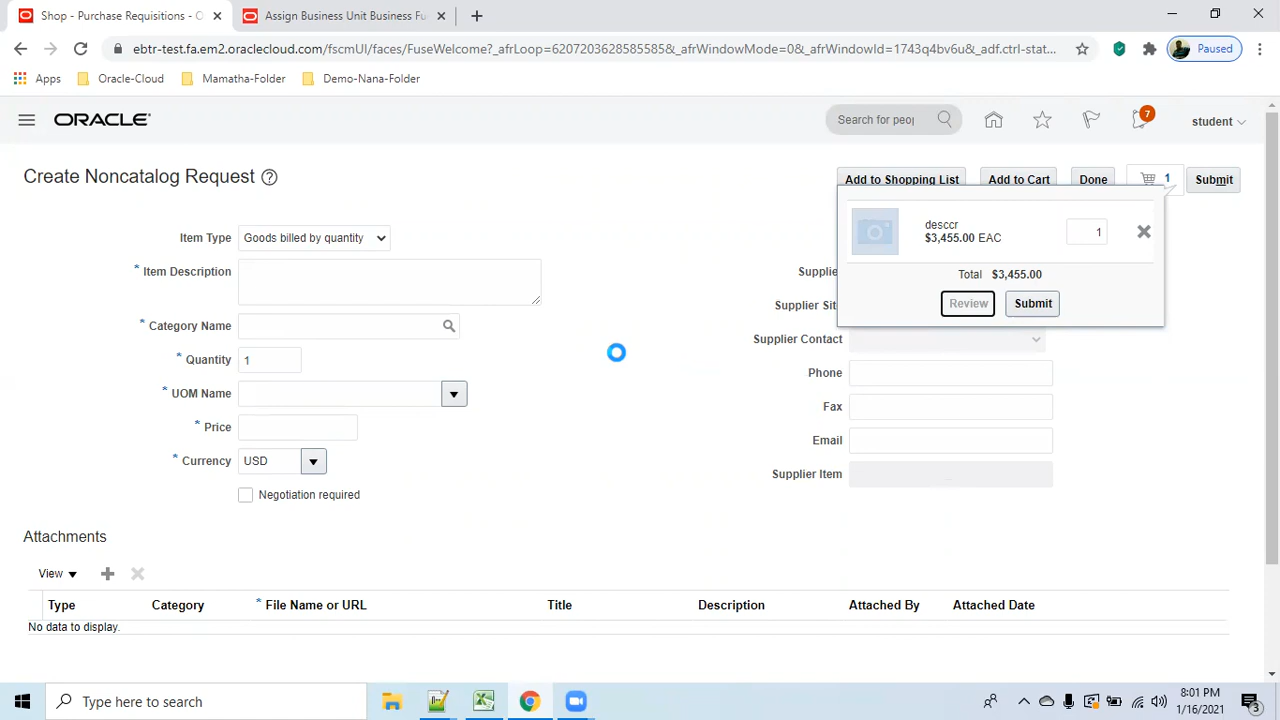 Shop - Purchase Requisitions - O
Assign Business Unit Business Fu
ebtr-test.fa.em2.oraclecloud.com/fscmUI/faces/FuseWelcome?_afrLoop=6207203628585585&_afrWindowMode=0&_afrWindowId=1743q4bv6u&_adf.ctrl-stat...
Paused
Apps
Oracle-Cloud
Mamatha-Folder
Demo-Nana-Folder
ORACLE
Search for peop
7
student
Create Noncatalog Request
Add to Shopping List
Add to Cart
Done
1
Submit
desccr
$3,455.00 EAC
1
Total $3,455.00
Review
Submit
Item Type Goods billed by quantity
* Item Description
* Category Name
* Quantity 1
* UOM Name
* Price
* Currency USD
Negotiation required
Supplie
Supplier Sit
Supplier Contact
Phone
Fax
Email
Supplier Item
Attachments
View
Type Category * File Name or URL Title Description Attached By Attached Date
No data to display.
Type here to search
8:01 PM
1/16/2021
3